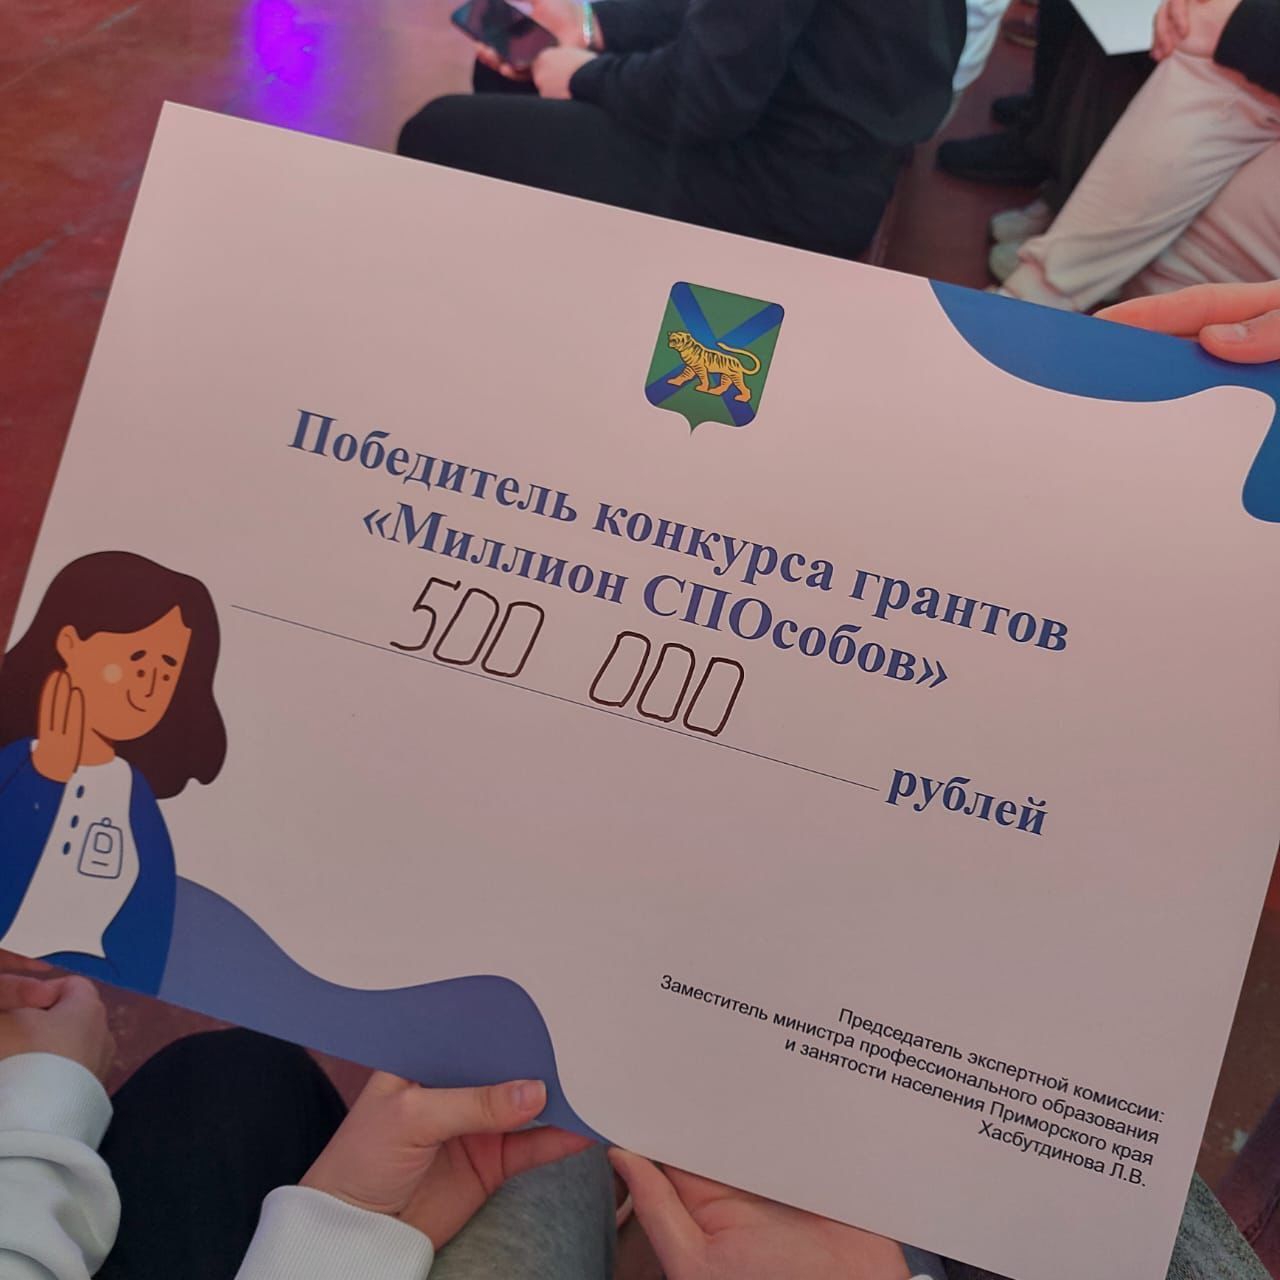 Победитель конкурса грантов
«Миллион СПОсобов»
500 000 рублей
Председатель экспертной комиссии:
Заместитель министра профессионального образования
и занятости населения Приморского края
Хасбутдинова Л.В.